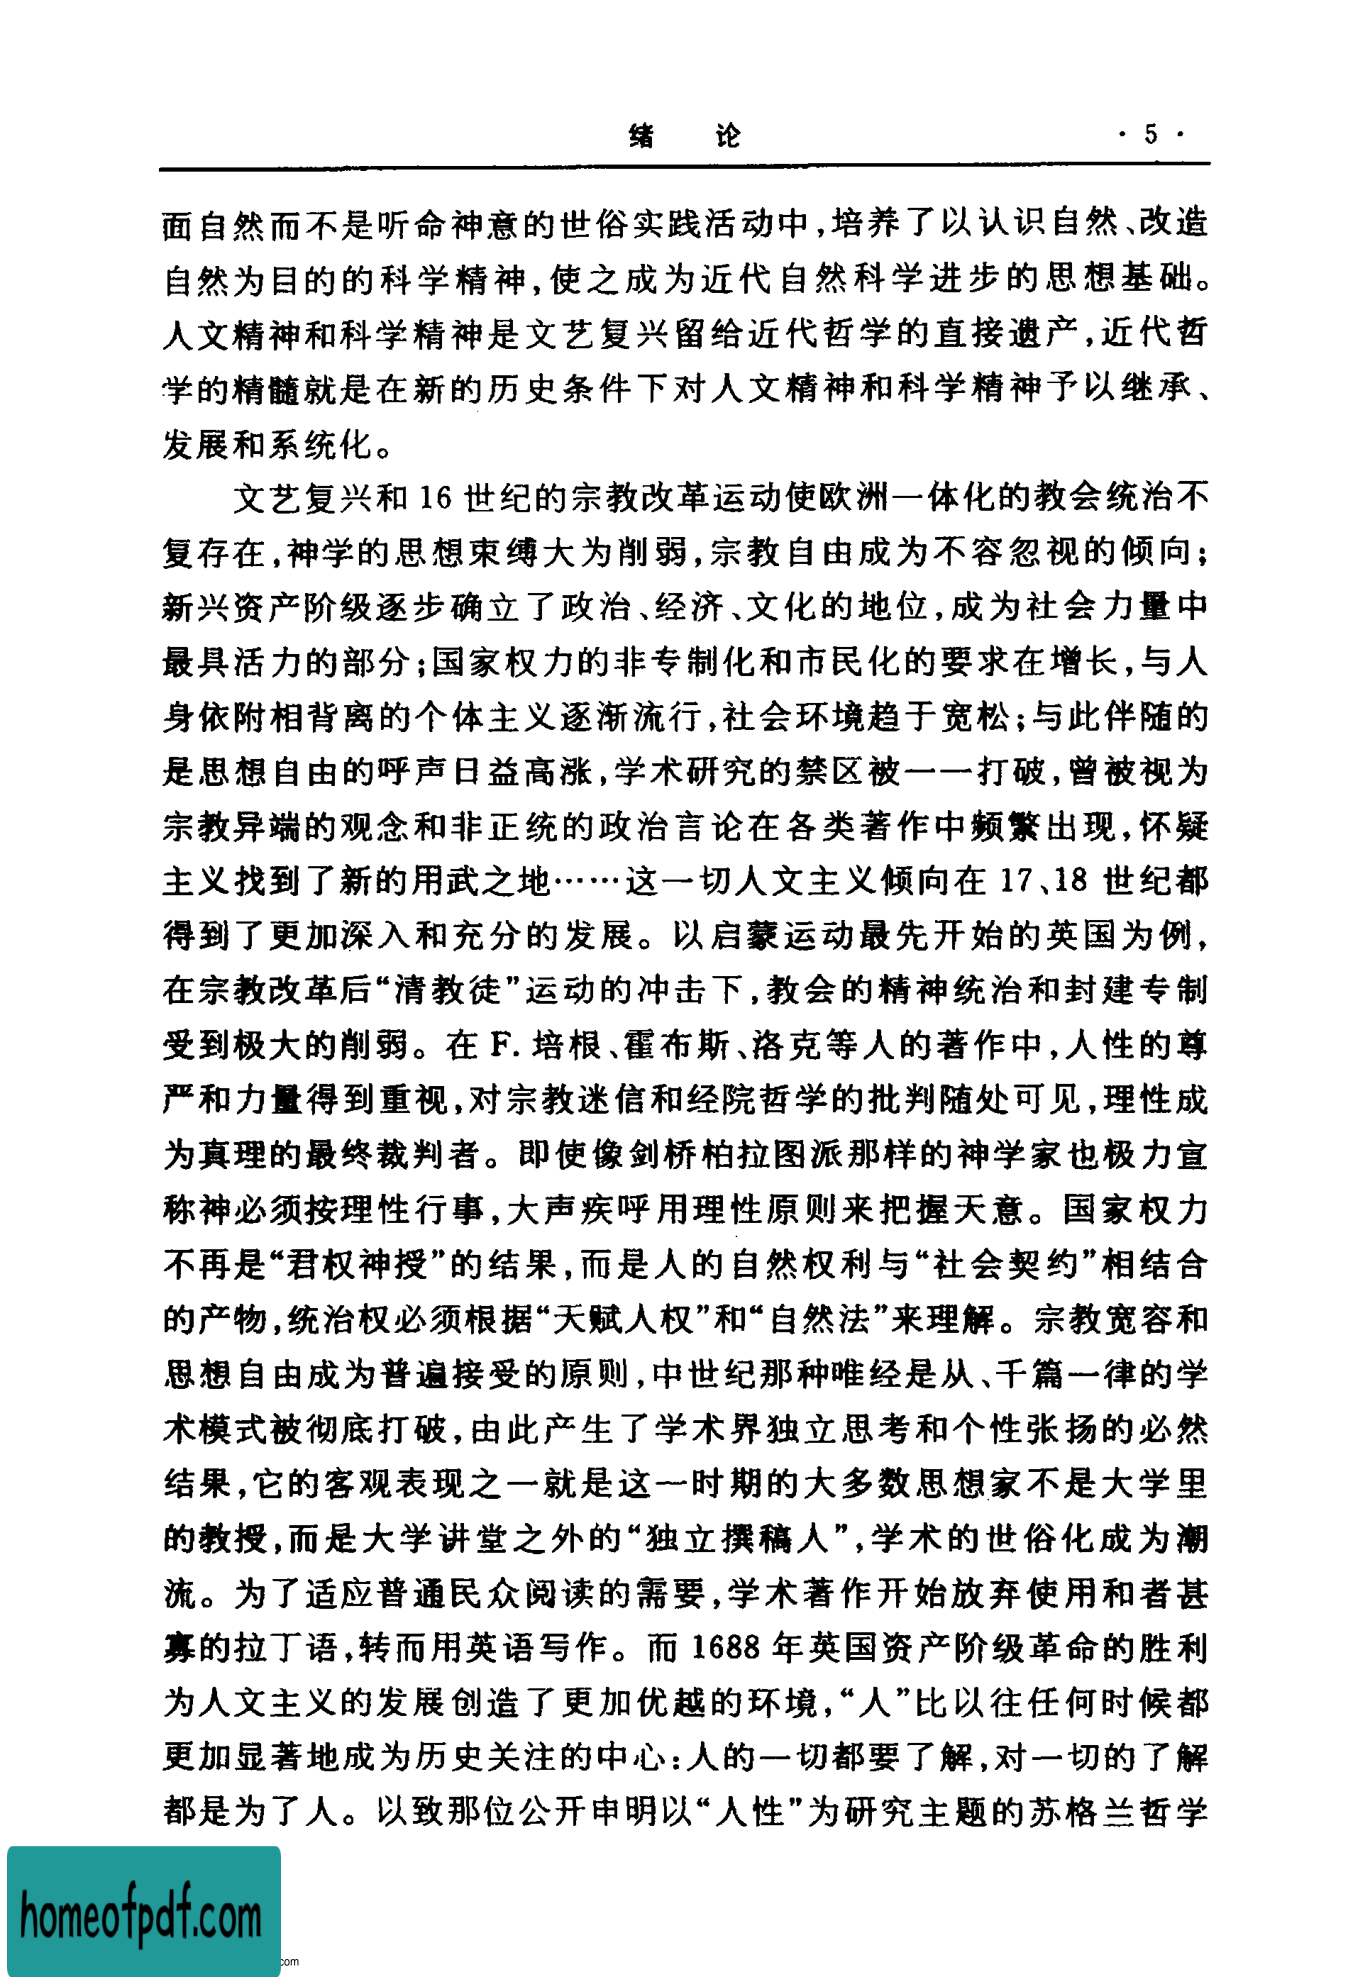 绪 论 · 5 ·
面自然而不是听命神意的世俗实践活动中,培养了以认识自然、改造
自然为目的的科学精神,使之成为近代自然科学进步的思想基础。
人文精神和科学精神是文艺复兴留给近代哲学的直接遗产,近代哲
学的精髓就是在新的历史条件下对人文精神和科学精神予以继承、
发展和系统化。
文艺复兴和 16 世纪的宗教改革运动使欧洲一体化的教会统治不
复存在,神学的思想束缚大为削弱,宗教自由成为不容忽视的倾向;
新兴资产阶级逐步确立了政治、经济、文化的地位,成为社会力量中
最具活力的部分;国家权力的非专制化和市民化的要求在增长,与人
身依附相背离的个体主义逐渐流行,社会环境趋于宽松;与此伴随的
是思想自由的呼声日益高涨,学术研究的禁区被一一打破,曾被视为
宗教异端的观念和非正统的政治言论在各类著作中频繁出现,怀疑
主义找到了新的用武之地……这一切人文主义倾向在 17、18 世纪都
得到了更加深入和充分的发展。以启蒙运动最先开始的英国为例,
在宗教改革后“清教徒”运动的冲击下,教会的精神统治和封建专制
受到极大的削弱。在 F. 培根、霍布斯、洛克等人的著作中,人性的尊
严和力量得到重视,对宗教迷信和经院哲学的批判随处可见,理性成
为真理的最终裁判者。即使像剑桥柏拉图派那样的神学家也极力宣
称神必须按理性行事,大声疾呼用理性原则来把握天意。国家权力
不再是“君权神授”的结果,而是人的自然权利与“社会契约”相结合
的产物,统治权必须根据“天赋人权”和“自然法”来理解。宗教宽容和
思想自由成为普遍接受的原则,中世纪那种唯经是从、千篇一律的学
术模式被彻底打破,由此产生了学术界独立思考和个性张扬的必然
结果,它的客观表现之一就是这一时期的大多数思想家不是大学里
的教授,而是大学讲堂之外的“独立撰稿人”,学术的世俗化成为潮
流。为了适应普通民众阅读的需要,学术著作开始放弃使用和者甚
寡的拉丁语,转而用英语写作。而 1688 年英国资产阶级革命的胜利
为人文主义的发展创造了更加优越的环境,“人”比以往任何时候都
更加显著地成为历史关注的中心:人的一切都要了解,对一切的了解
都是为了人。以致那位公开申明以“人性”为研究主题的苏格兰哲学
homeofpdf.com
com